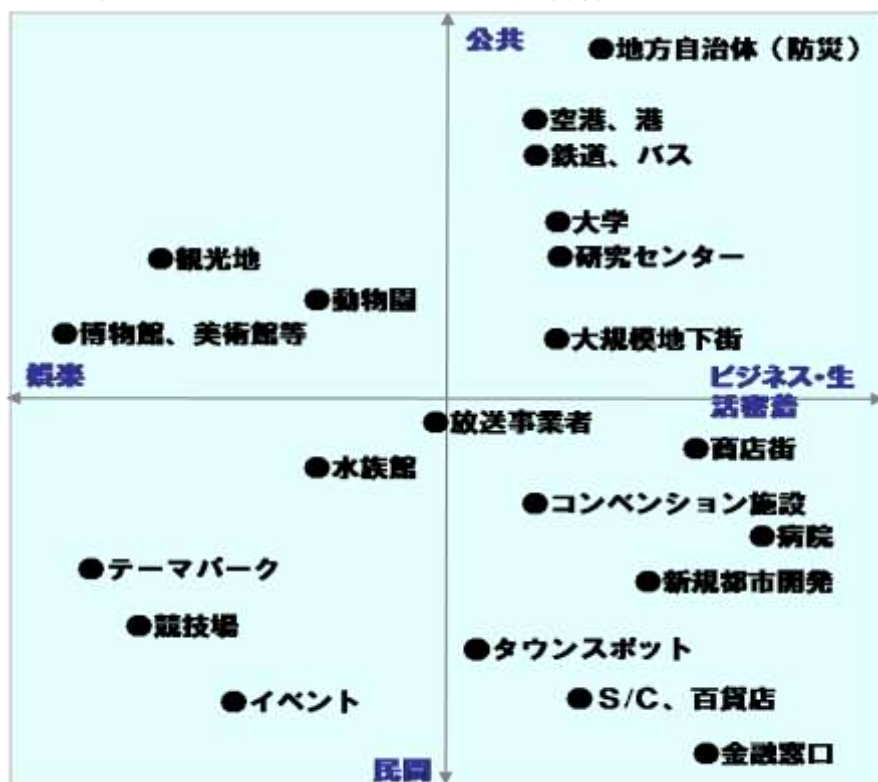 公共
●地方自治体（防災）
●空港、港
●鉄道、バス
●大学
●観光地
●研究センター
●動物園
●博物館、美術館等
●大規模地下街
娯楽
ビジネス・生
活密着
●放送事業者
●商店街
●水族館
●コンベンション施設
●病院
●テーマパーク
●新規都市開発
●競技場
●タウンスポット
●イベント
●S/C、百貨店
●金融窓口
民間